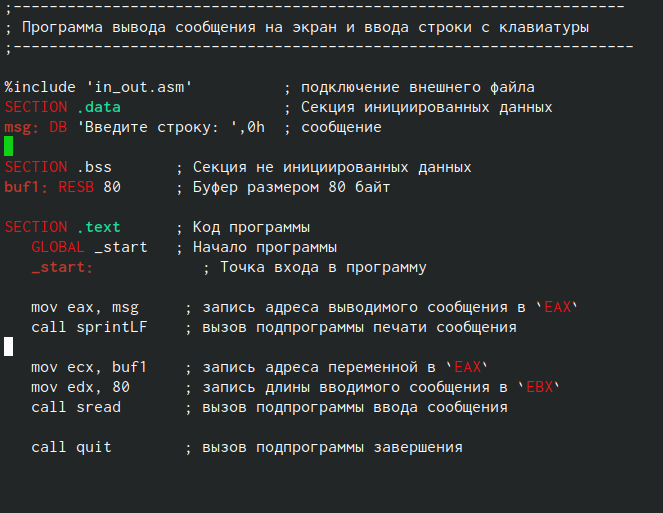 ;--------------------------------------------------------------------
; Программа вывода сообщения на экран и ввода строки с клавиатуры
;---------------------------------------------------------------------
%include 'in_out.asm' ; подключение внешнего файла
SECTION .data ; Секция инициированных данных
msg: DB 'Введите строку: ',0h ; сообщение
SECTION .bss ; Секция не инициированных данных
buf1: RESB 80 ; Буфер размером 80 байт
SECTION .text ; Код программы
GLOBAL _start ; Начало программы
_start: ; Точка входа в программу
mov eax, msg ; запись адреса выводимого сообщения в `EAX`
call sprintLF ; вызов подпрограммы печати сообщения
mov ecx, buf1 ; запись адреса переменной в `EAX`
mov edx, 80 ; запись длины вводимого сообщения в `EBX`
call sread ; вызов подпрограммы ввода сообщения
call quit ; вызов подпрограммы завершения